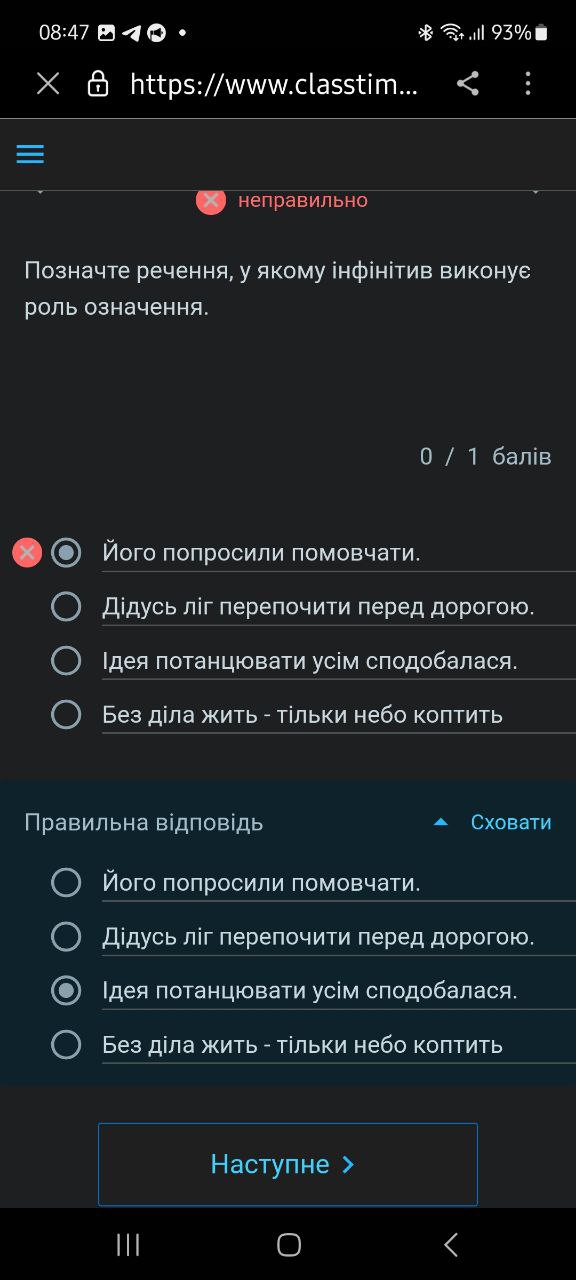 08:47
93%
https://www.classtim...
неправильно
Позначте речення, у якому інфінітив виконує
роль означення.
0 / 1 балів
Його попросили помовчати.
Дідусь ліг перепочити перед дорогою.
Ідея потанцювати усім сподобалася.
Без діла жить - тільки небо коптить
Правильна відповідь
Сховати
Його попросили помовчати.
Дідусь ліг перепочити перед дорогою.
Ідея потанцювати усім сподобалася.
Без діла жить - тільки небо коптить
Наступне